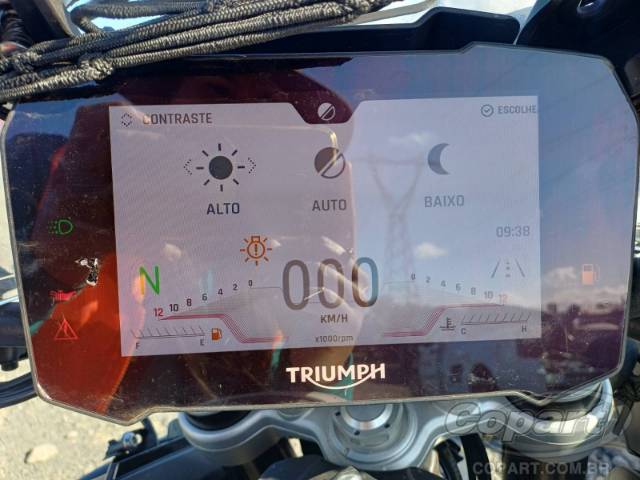 CONTRASTE
ESCOLHE
ALTO
AUTO
BAIXO
09:38
N
000
12 10 8 6 4 2 0
0 2 4 6 8 10 12
KM/H
F E
x1000rpm
C H
TRIUMPH
Copart
COPART.COM.BR